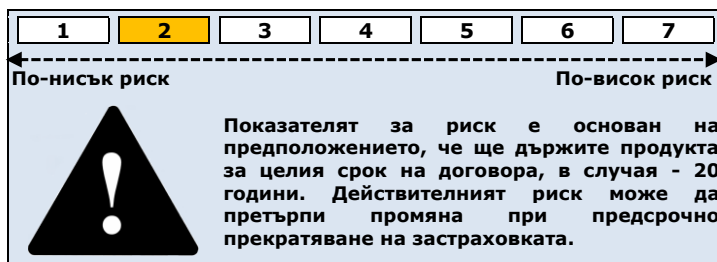 1 2 3 4 5 6 7
По-нисък риск По-висок риск
Показателят за риск е основан на
предположението, че ще държите продукта
за целия срок на договора, в случая - 20
години. Действителният риск може да
претърпи промяна при предсрочно
прекратяване на застраховката.